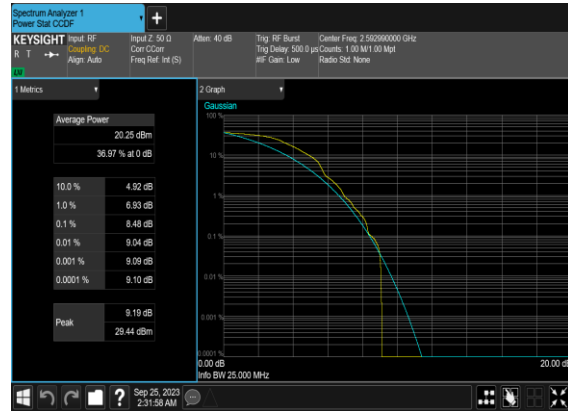 Spectrum Analyzer 1
Power Stat CCDF
+
KEYSIGHT
R T
LXI
Input: RF
Coupling: DC
Align: Auto
Input Z: 50 Ω
Corr CCorr
Freq Ref: Int (S)
Atten: 40 dB
Trig: RF Burst
Trig Delay: 500.0 µs
#IF Gain: Low
Center Freq: 2.592990000 GHz
Counts: 1.00 M/1.00 Mpt
Radio Std: None
1 Metrics
Average Power
20.25 dBm
36.97 % at 0 dB
10.0 % 4.92 dB
1.0 % 6.93 dB
0.1 % 8.48 dB
0.01 % 9.04 dB
0.001 % 9.09 dB
0.0001 % 9.10 dB
Peak
9.19 dB
29.44 dBm
2 Graph
Gaussian
100 %
10 %
1 %
0.1 %
0.01 %
0.001 %
0.0001 %
0.00 dB
20.00 dB
Info BW 25.000 MHz
?
Sep 25, 2023
2:31:58 AM